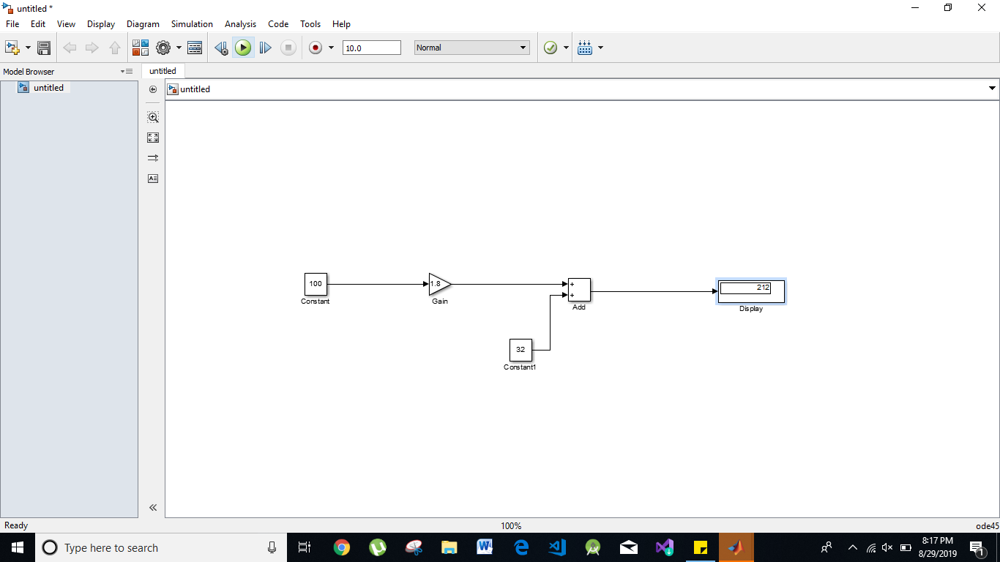 untitled *
File Edit View Display Diagram Simulation Analysis Code Tools Help
10.0 Normal
Model Browser untitled
untitled untitled
100 1.8 + 212
Constant Gain + Add Display
32
Constant1
Ready 100% ode45
Type here to search 8:17 PM
8/29/2019 1